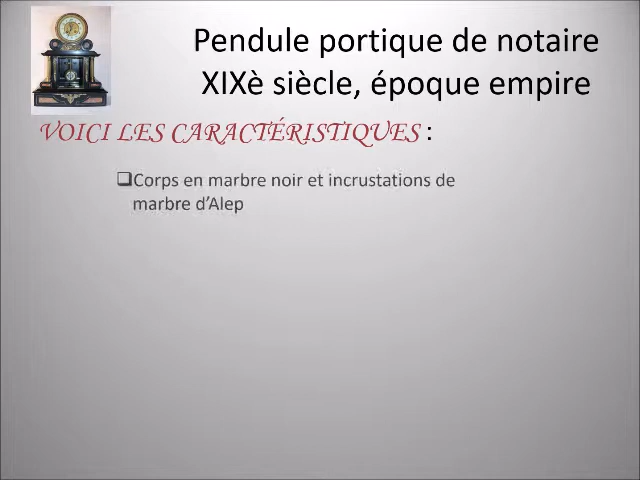 Pendule portique de notaire
XIXè siècle, époque empire
VOICI LES CARACTÉRISTIQUES :
❑Corps en marbre noir et incrustations de
marbre d'Alep